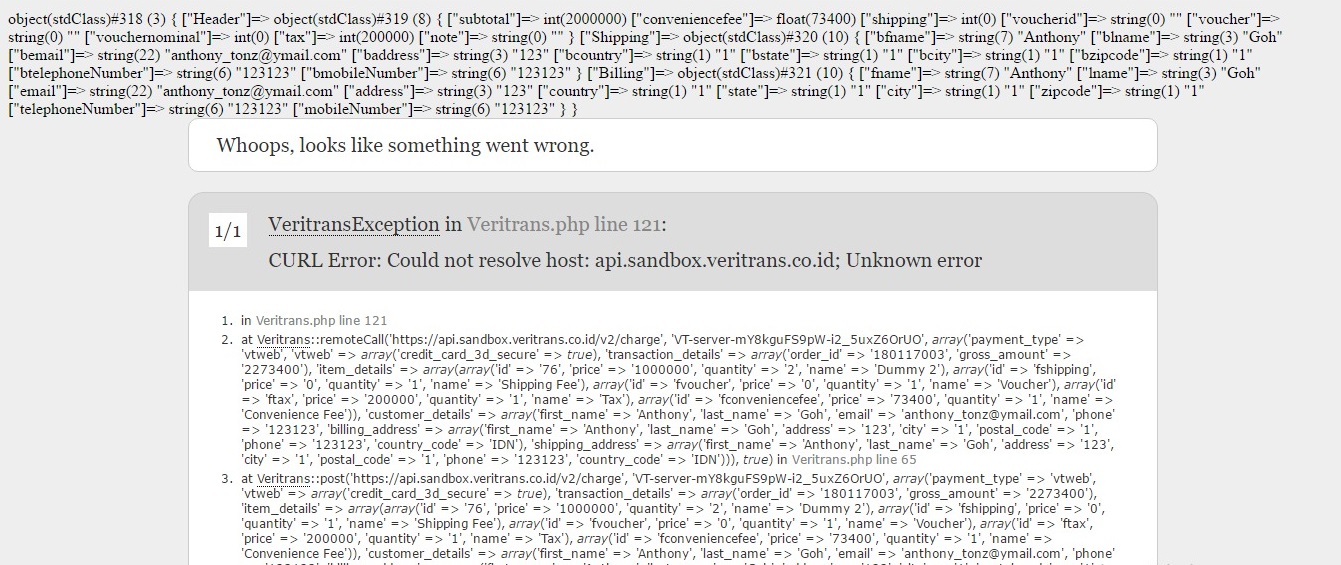 object(stdClass)#318 (3) { ["Header"]=> object(stdClass)#319 (8) { ["subtotal"]=> int(2000000) ["conveniencefee"]=> float(73400) ["shipping"]=> int(0) ["voucherid"]=> string(0) "" ["voucher"]=>
string(0) "" ["vouchernominal"]=> int(0) ["tax"]=> int(200000) ["note"]=> string(0) "" } ["Shipping"]=> object(stdClass)#320 (10) { ["bfname"]=> string(7) "Anthony" ["blname"]=> string(3) "Goh"
["bemail"]=> string(22) "anthony_tonz@ymail.com" ["baddress"]=> string(3) "123" ["bcountry"]=> string(1) "1" ["bstate"]=> string(1) "1" ["bcity"]=> string(1) "1" ["bzipcode"]=> string(1) "1"
["btelephoneNumber"]=> string(6) "123123" ["bmobileNumber"]=> string(6) "123123" } ["Billing"]=> object(stdClass)#321 (10) { ["fname"]=> string(7) "Anthony" ["lname"]=> string(3) "Goh"
["email"]=> string(22) "anthony_tonz@ymail.com" ["address"]=> string(3) "123" ["country"]=> string(1) "1" ["state"]=> string(1) "1" ["city"]=> string(1) "1" ["zipcode"]=> string(1) "1"
["telephoneNumber"]=> string(6) "123123" ["mobileNumber"]=> string(6) "123123" } }
Whoops, looks like something went wrong.
1/1 VeritransException in Veritrans.php line 121:
CURL Error: Could not resolve host: api.sandbox.veritrans.co.id; Unknown error
1. in Veritrans.php line 121
2. at Veritrans::remoteCall('https://api.sandbox.veritrans.co.id/v2/charge', 'VT-server-mY8kguFS9pW-i2_5uxZ6OrUO', array('payment_type' =>
'vtweb', 'vtweb' => array('credit_card_3d_secure' => true), 'transaction_details' => array('order_id' => '180117003', 'gross_amount' =>
'2273400'), 'item_details' => array(array('id' => '76', 'price' => '1000000', 'quantity' => '2', 'name' => 'Dummy 2'), array('id' => 'fshipping',
'price' => '0', 'quantity' => '1', 'name' => 'Shipping Fee'), array('id' => 'fvoucher', 'price' => '0', 'quantity' => '1', 'name' => 'Voucher'), array('id'
=> 'ftax', 'price' => '200000', 'quantity' => '1', 'name' => 'Tax'), array('id' => 'fconveniencefee', 'price' => '73400', 'quantity' => '1', 'name' =>
'Convenience Fee')), 'customer_details' => array('first_name' => 'Anthony', 'last_name' => 'Goh', 'email' => 'anthony_tonz@ymail.com', 'phone'
=> '123123', 'billing_address' => array('first_name' => 'Anthony', 'last_name' => 'Goh', 'address' => '123', 'city' => '1', 'postal_code' => '1',
'phone' => '123123', 'country_code' => 'IDN'), 'shipping_address' => array('first_name' => 'Anthony', 'last_name' => 'Goh', 'address' => '123',
'city' => '1', 'postal_code' => '1', 'phone' => '123123', 'country_code' => 'IDN'))), true) in Veritrans.php line 65
3. at Veritrans::post('https://api.sandbox.veritrans.co.id/v2/charge', 'VT-server-mY8kguFS9pW-i2_5uxZ6OrUO', array('payment_type' => 'vtweb',
'vtweb' => array('credit_card_3d_secure' => true), 'transaction_details' => array('order_id' => '180117003', 'gross_amount' => '2273400'),
'item_details' => array(array('id' => '76', 'price' => '1000000', 'quantity' => '2', 'name' => 'Dummy 2'), array('id' => 'fshipping', 'price' => '0',
'quantity' => '1', 'name' => 'Shipping Fee'), array('id' => 'fvoucher', 'price' => '0', 'quantity' => '1', 'name' => 'Voucher'), array('id' => 'ftax',
'price' => '200000', 'quantity' => '1', 'name' => 'Tax'), array('id' => 'fconveniencefee', 'price' => '73400', 'quantity' => '1', 'name' =>
'Convenience Fee')), 'customer_details' => array('first_name' => 'Anthony', 'last_name' => 'Goh', 'email' => 'anthony_tonz@ymail.com', 'phone'